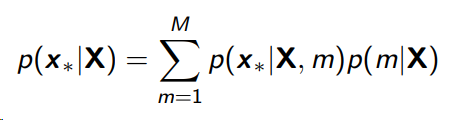 p(x∗|X) = ∑_{m=1}^{M} p(x∗|X, m)p(m|X)